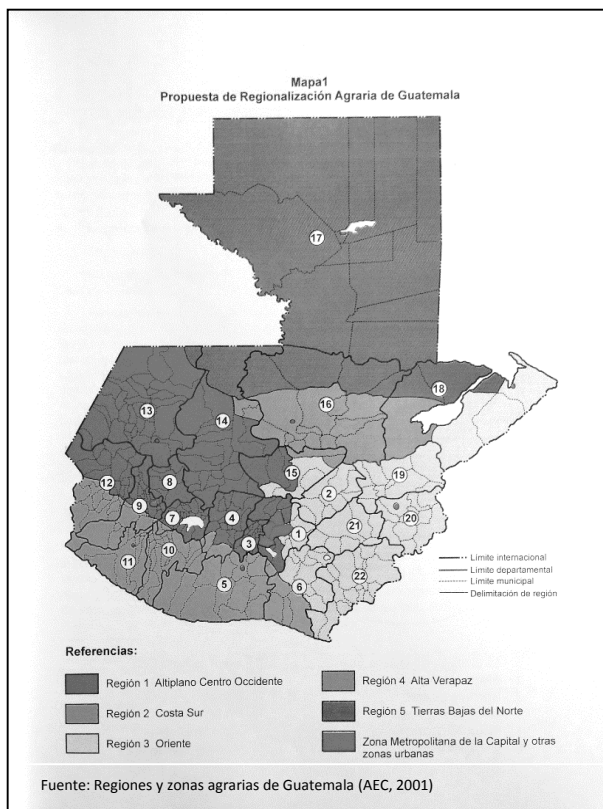 Mapa1
Propuesta de Regionalización Agraria de Guatemala
17
18
13
16
14
15
8
19
12
2
9
7
4
20
1
21
3
10
11
5
6
22
Límite internacional
Límite departamental
Límite municipal
Delimitación de región
Referencias:
Región 1 Altiplano Centro Occidente
Región 2 Costa Sur
Región 3 Oriente
Región 4 Alta Verapaz
Región 5 Tierras Bajas del Norte
Zona Metropolitana de la Capital y otras
zonas urbanas
Fuente: Regiones y zonas agrarias de Guatemala (AEC, 2001)